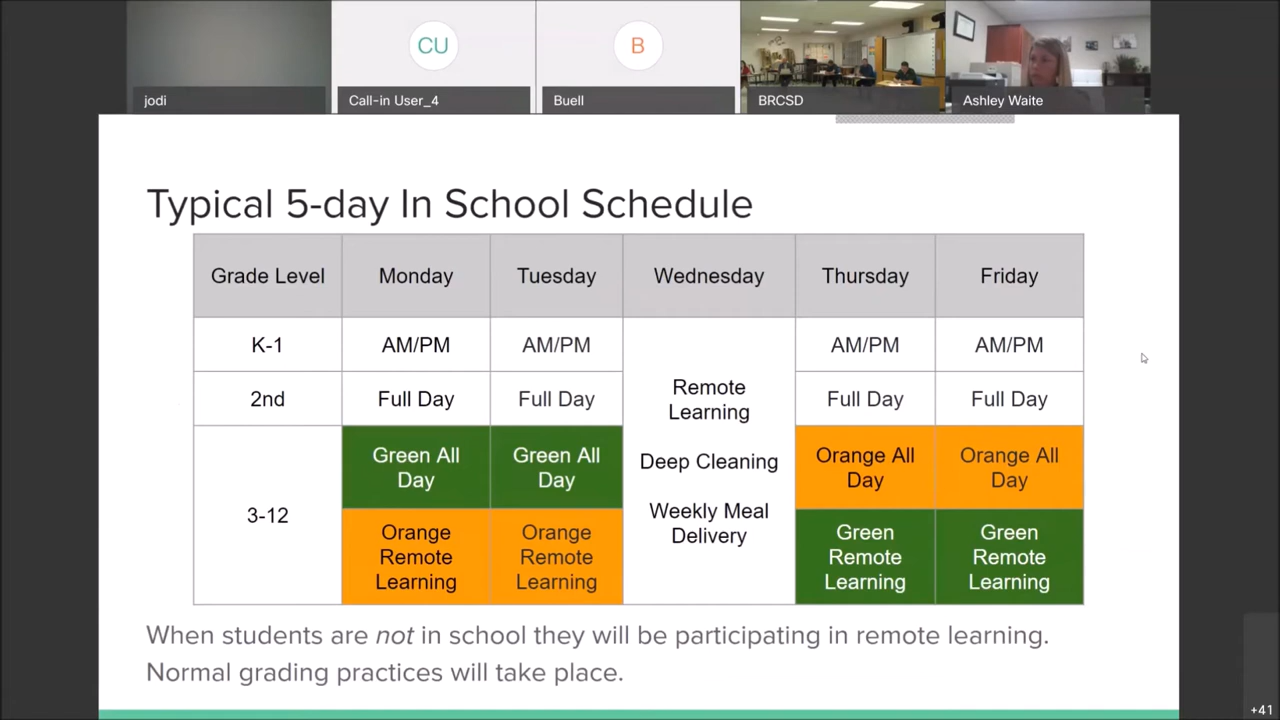 CU
B
jodi
Call-in User_4
Buell
BRCSD
Ashley Waite
Typical 5-day In School Schedule
Grade Level
Monday
Tuesday
Wednesday
Thursday
Friday
K-1
AM/PM
AM/PM
AM/PM
AM/PM
2nd
Full Day
Full Day
Remote
Learning
Deep Cleaning
Weekly Meal
Delivery
Full Day
Full Day
3-12
Green All
Day
Green All
Day
Orange All
Day
Orange All
Day
Orange
Remote
Learning
Orange
Remote
Learning
Green
Remote
Learning
Green
Remote
Learning
When students are not in school they will be participating in remote learning.
Normal grading practices will take place.
+41